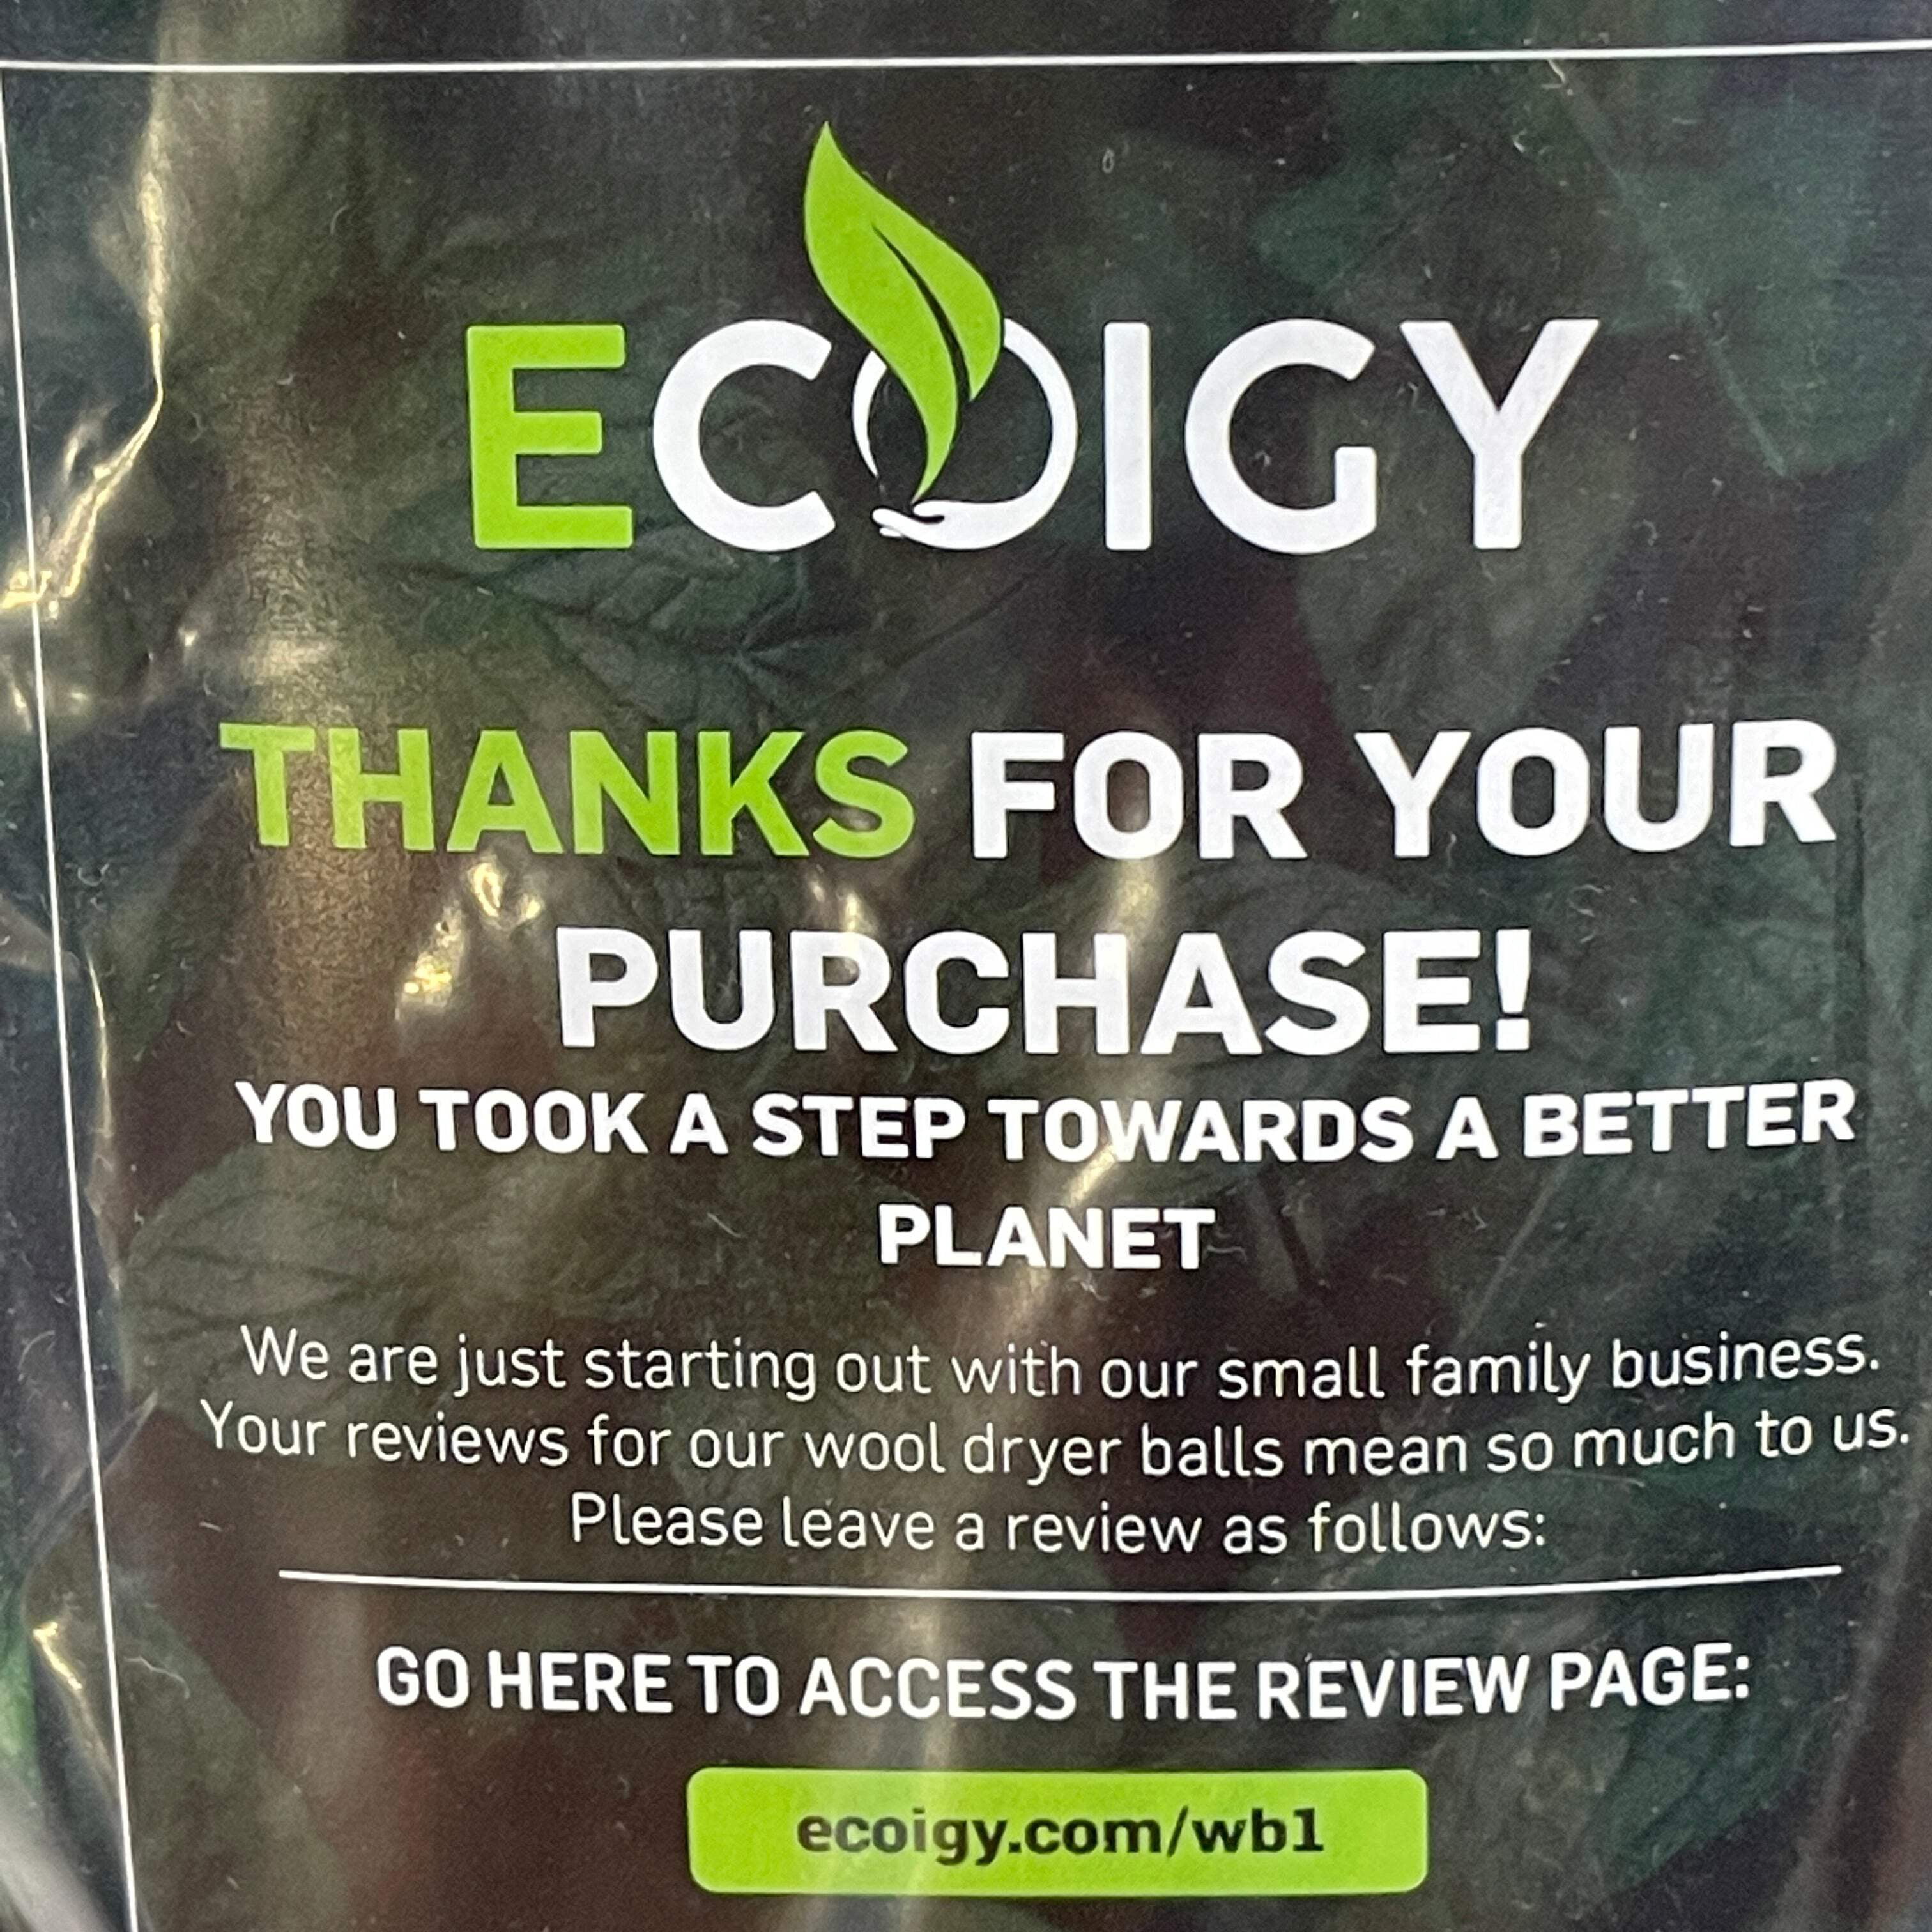 ECOIGY
THANKS FOR YOUR
PURCHASE!
YOU TOOK A STEP TOWARDS A BETTER
PLANET
We are just starting out with our small family business.
Your reviews for our wool dryer balls mean so much to us.
Please leave a review as follows:
GO HERE TO ACCESS THE REVIEW PAGE:
ecoigy.com/wb1